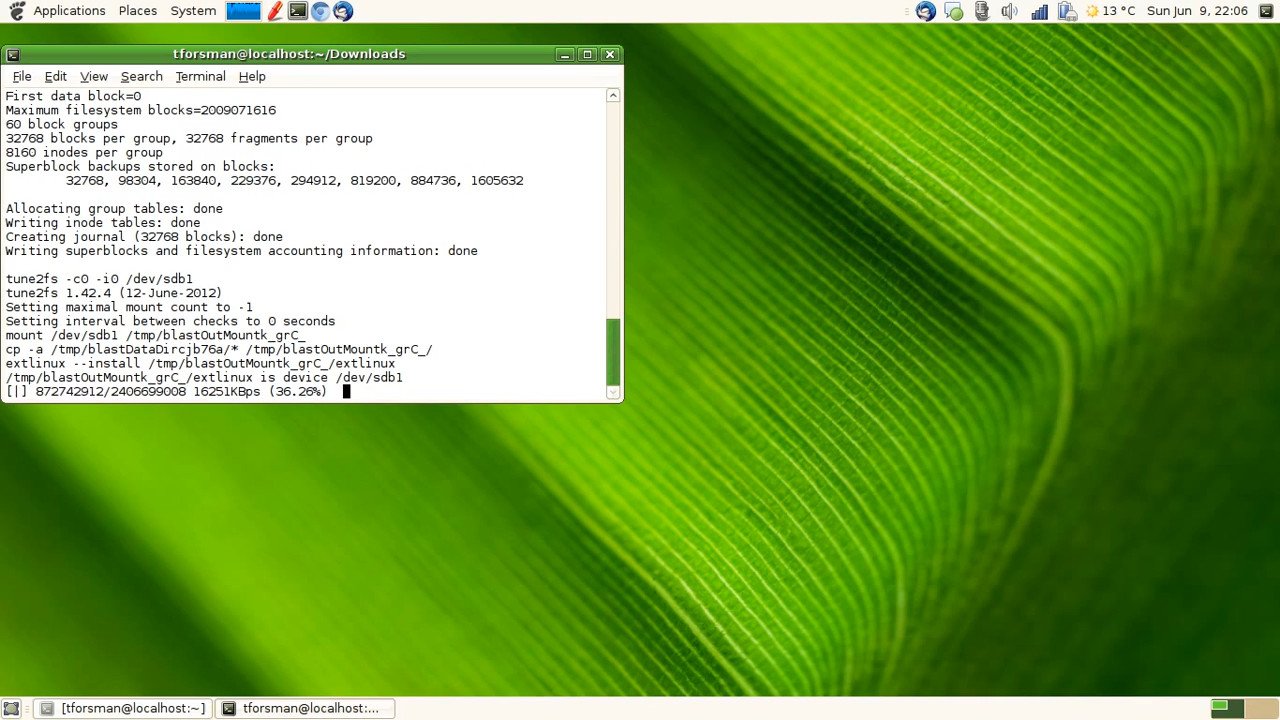 Applications Places System 13 °C Sun Jun 9, 22:06
tforsman@localhost:~/Downloads
File Edit View Search Terminal Help
First data block=0
Maximum filesystem blocks=2009071616
60 block groups
32768 blocks per group, 32768 fragments per group
8160 inodes per group
Superblock backups stored on blocks:
32768, 98304, 163840, 229376, 294912, 819200, 884736, 1605632
Allocating group tables: done
Writing inode tables: done
Creating journal (32768 blocks): done
Writing superblocks and filesystem accounting information: done
tune2fs -c0 -i0 /dev/sdb1
tune2fs 1.42.4 (12-June-2012)
Setting maximal mount count to -1
Setting interval between checks to 0 seconds
mount /dev/sdb1 /tmp/blastOutMountk_grC_
cp -a /tmp/blastDataDircjb76a/* /tmp/blastOutMountk_grC_/
extlinux --install /tmp/blastOutMountk_grC_/extlinux
/tmp/blastOutMountk_grC_/extlinux is device /dev/sdb1
[|] 872742912/2406699008 16251KBps (36.26%)
[tforsman@localhost:~] tforsman@localhost:...